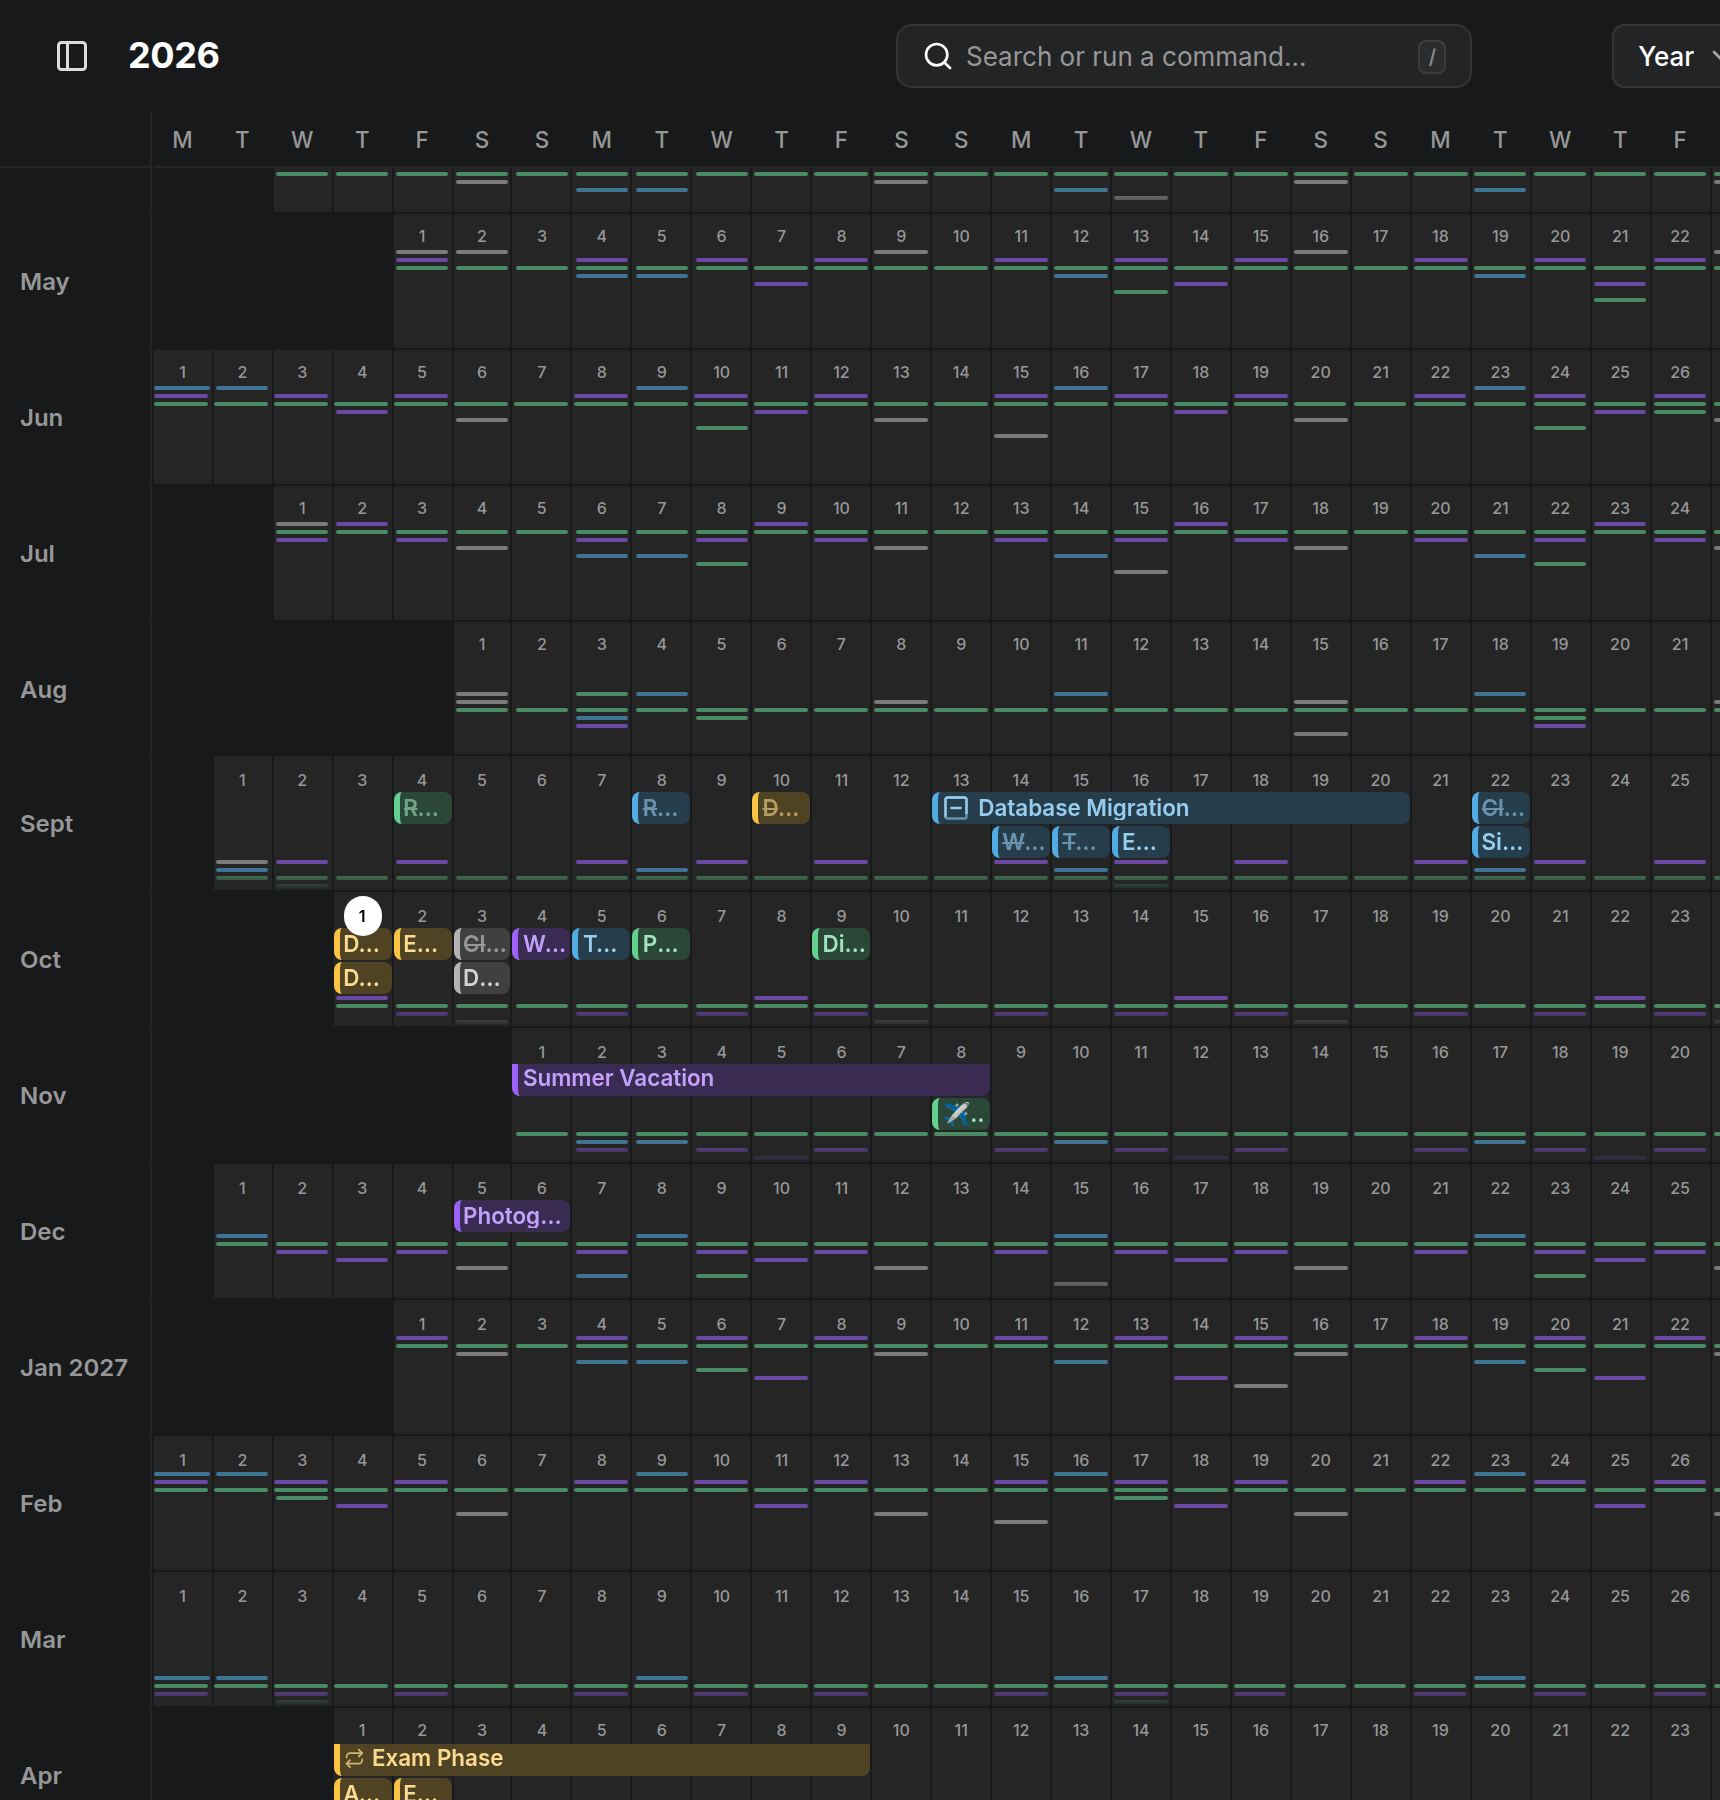 2026
Search or run a command... /
Year
M T W T F S S M T W T F S S M T W T F S S M T W T F
May 1 2 3 4 5 6 7 8 9 10 11 12 13 14 15 16 17 18 19 20 21 22
Jun 1 2 3 4 5 6 7 8 9 10 11 12 13 14 15 16 17 18 19 20 21 22 23 24 25 26
Jul 1 2 3 4 5 6 7 8 9 10 11 12 13 14 15 16 17 18 19 20 21 22 23 24
Aug 1 2 3 4 5 6 7 8 9 10 11 12 13 14 15 16 17 18 19 20 21
Sept 1 2 3 4 5 6 7 8 9 10 11 12 13 14 15 16 17 18 19 20 21 22 23 24 25
R... R... D... Database Migration Cl...
W... T... E... Si...
Oct 1 2 3 4 5 6 7 8 9 10 11 12 13 14 15 16 17 18 19 20 21 22 23
D... E... Cl... W... T... P... Di...
D... D...
Nov 1 2 3 4 5 6 7 8 9 10 11 12 13 14 15 16 17 18 19 20
Summer Vacation
Dec 1 2 3 4 5 6 7 8 9 10 11 12 13 14 15 16 17 18 19 20 21 22 23 24 25
Photog...
Jan 2027 1 2 3 4 5 6 7 8 9 10 11 12 13 14 15 16 17 18 19 20 21 22
Feb 1 2 3 4 5 6 7 8 9 10 11 12 13 14 15 16 17 18 19 20 21 22 23 24 25 26
Mar 1 2 3 4 5 6 7 8 9 10 11 12 13 14 15 16 17 18 19 20 21 22 23 24 25 26
Apr 1 2 3 4 5 6 7 8 9 10 11 12 13 14 15 16 17 18 19 20 21 22 23
Exam Phase
A... E...